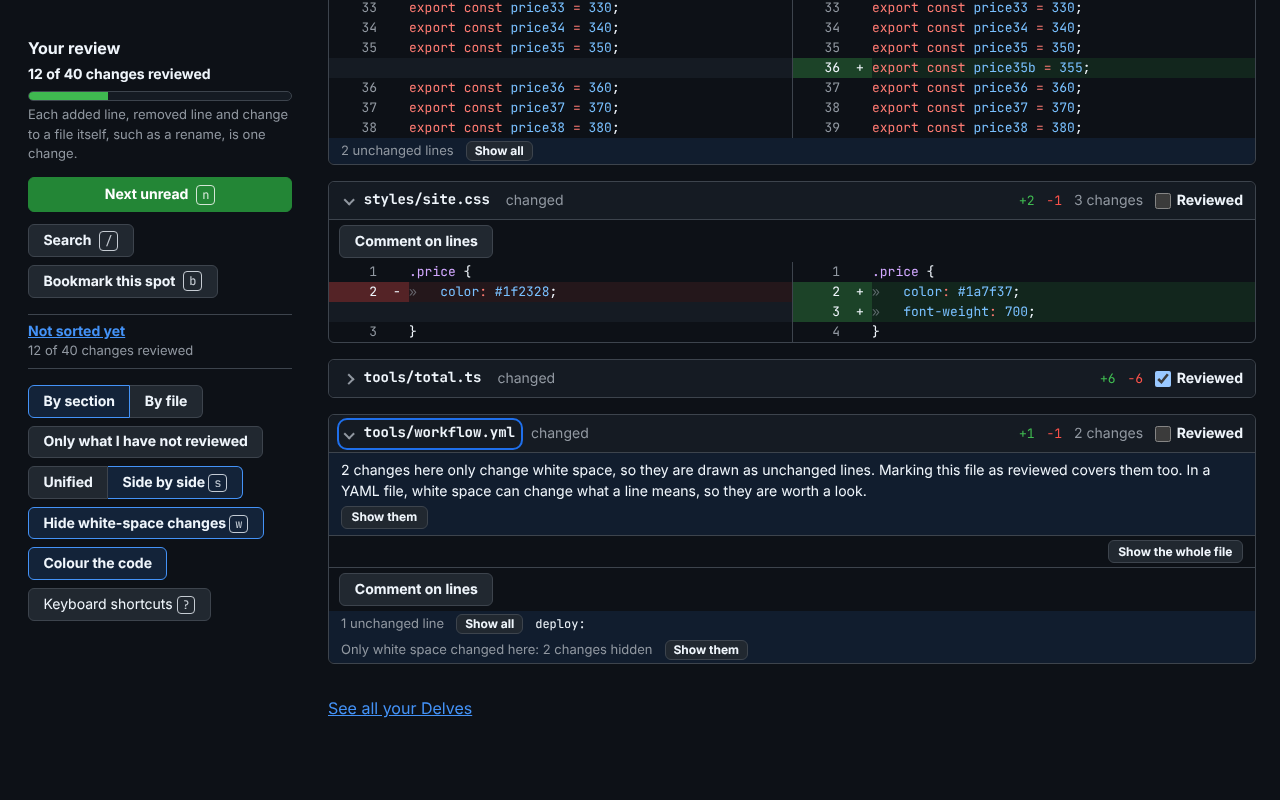 Your review
12 of 40 changes reviewed
Each added line, removed line and change
to a file itself, such as a rename, is one
change.
Next unread n
Search /
Bookmark this spot b
Not sorted yet
12 of 40 changes reviewed
By section By file
Only what I have not reviewed
Unified Side by side s
Hide white-space changes w
Colour the code
Keyboard shortcuts ?
33 export const price33 = 330; 33 export const price33 = 330;
34 export const price34 = 340; 34 export const price34 = 340;
35 export const price35 = 350; 35 export const price35 = 350;
36 + export const price35b = 355;
36 export const price36 = 360; 37 export const price36 = 360;
37 export const price37 = 370; 38 export const price37 = 370;
38 export const price38 = 380; 39 export const price38 = 380;
2 unchanged lines Show all
styles/site.css changed +2 -1 3 changes Reviewed
Comment on lines
1 .price { 1 .price {
2 - » color: #1f2328; 2 + » color: #1a7f37;
3 + » font-weight: 700;
3 } 4 }
tools/total.ts changed +6 -6 Reviewed
tools/workflow.yml changed +1 -1 2 changes Reviewed
2 changes here only change white space, so they are drawn as unchanged lines. Marking this file as reviewed covers them too. In a
YAML file, white space can change what a line means, so they are worth a look.
Show them
Show the whole file
Comment on lines
1 unchanged line Show all deploy:
Only white space changed here: 2 changes hidden Show them
See all your Delves